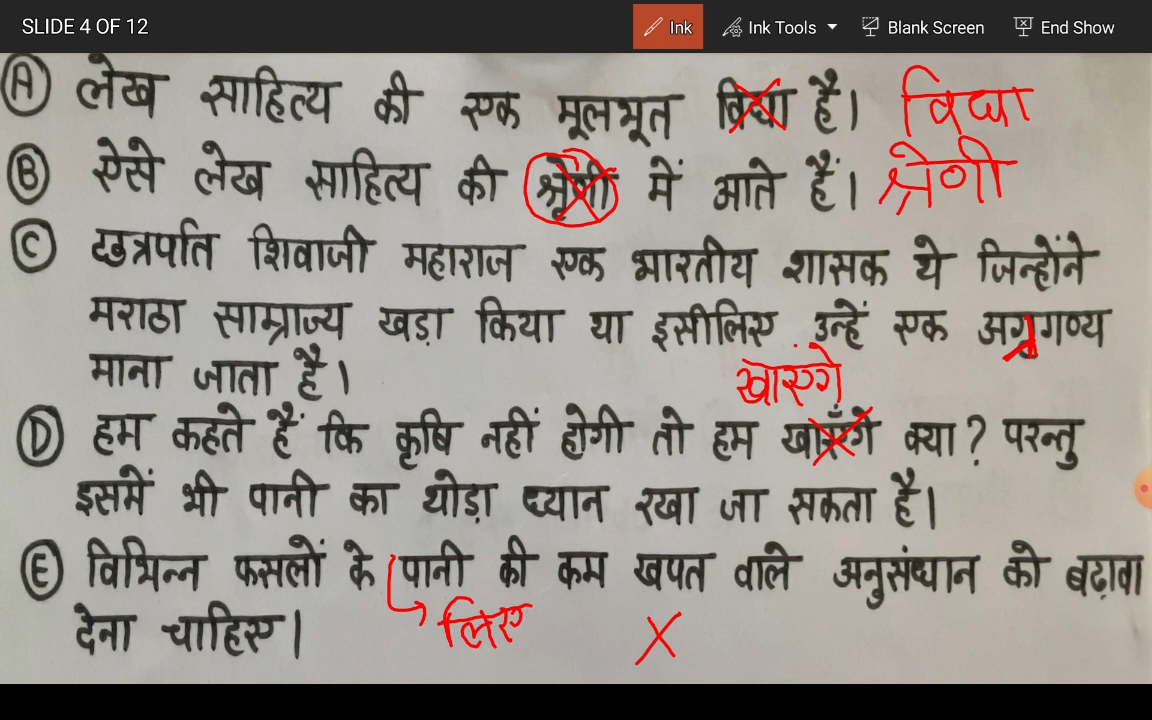 SLIDE 4 OF 12 Ink Ink Tools Blank Screen End Show
A लेख साहित्य की एक मूलभूत विधा है। विधा
B ऐसे लेख साहित्य की में आते हैं। श्रेणी
C छत्रपति शिवाजी महाराज एक भारतीय शासक थे जिन्होंने
मराठा साम्राज्य खड़ा किया था इसीलिए उन्हें एक अग्रगण्य
माना जाता है।
खाएंगे
D हम कहते हैं कि कृषि नहीं होगी तो हम खाएँगे क्या? परन्तु
इसमें भी पानी का थोड़ा ध्यान रखा जा सकता है।
E विभिन्न फसलों के पानी की कम खपत वाले अनुसंधान को बढ़ावा
लिए
देना चाहिए।